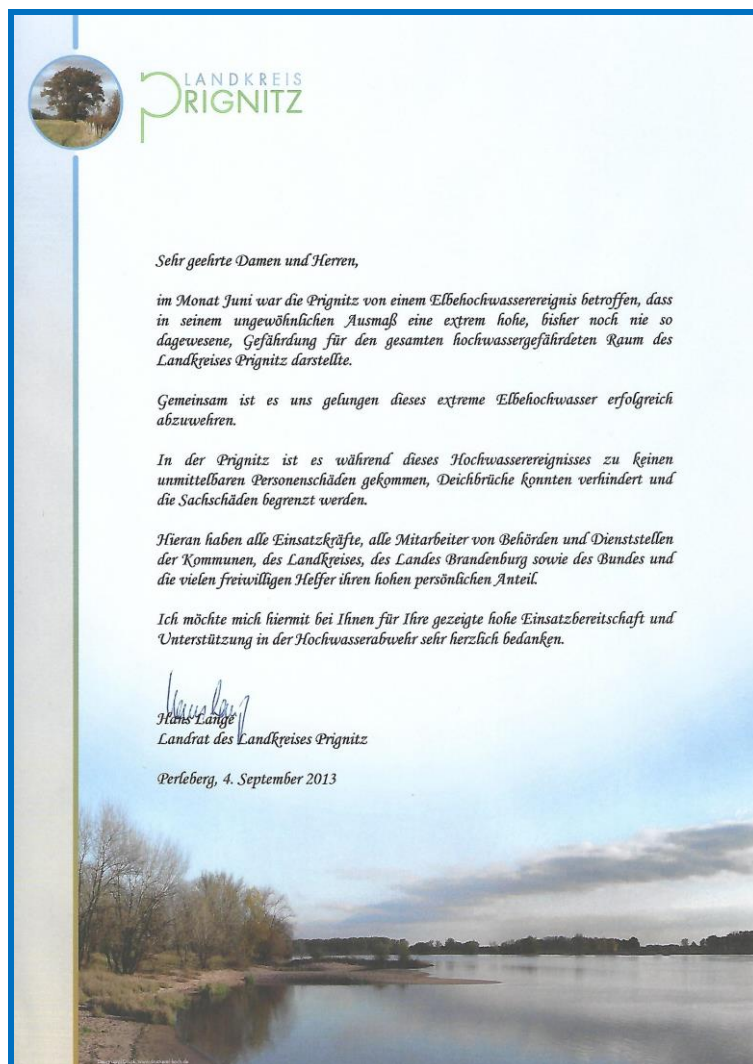 LANDKREIS
PRIGNITZ
Sehr geehrte Damen und Herren,
im Monat Juni war die Prignitz von einem Elbehochwasserereignis betroffen, dass
in seinem ungewöhnlichen Ausmaß eine extrem hohe, bisher noch nie so
dagewesene, Gefährdung für den gesamten hochwassergefährdeten Raum des
Landkreises Prignitz darstellte.
Gemeinsam ist es uns gelungen dieses extreme Elbehochwasser erfolgreich
abzuwehren.
In der Prignitz ist es während dieses Hochwasserereignisses zu keinen
unmittelbaren Personenschäden gekommen, Deichbrüche konnten verhindert und
die Sachschäden begrenzt werden.
Hieran haben alle Einsatzkräfte, alle Mitarbeiter von Behörden und Dienststellen
der Kommunen, des Landkreises, des Landes Brandenburg sowie des Bundes und
die vielen freiwilligen Helfer ihren hohen persönlichen Anteil.
Ich möchte mich hiermit bei Ihnen für Ihre gezeigte hohe Einsatzbereitschaft und
Unterstützung in der Hochwasserabwehr sehr herzlich bedanken.
Hans Lange
Landrat des Landkreises Prignitz
Perleberg, 4. September 2013